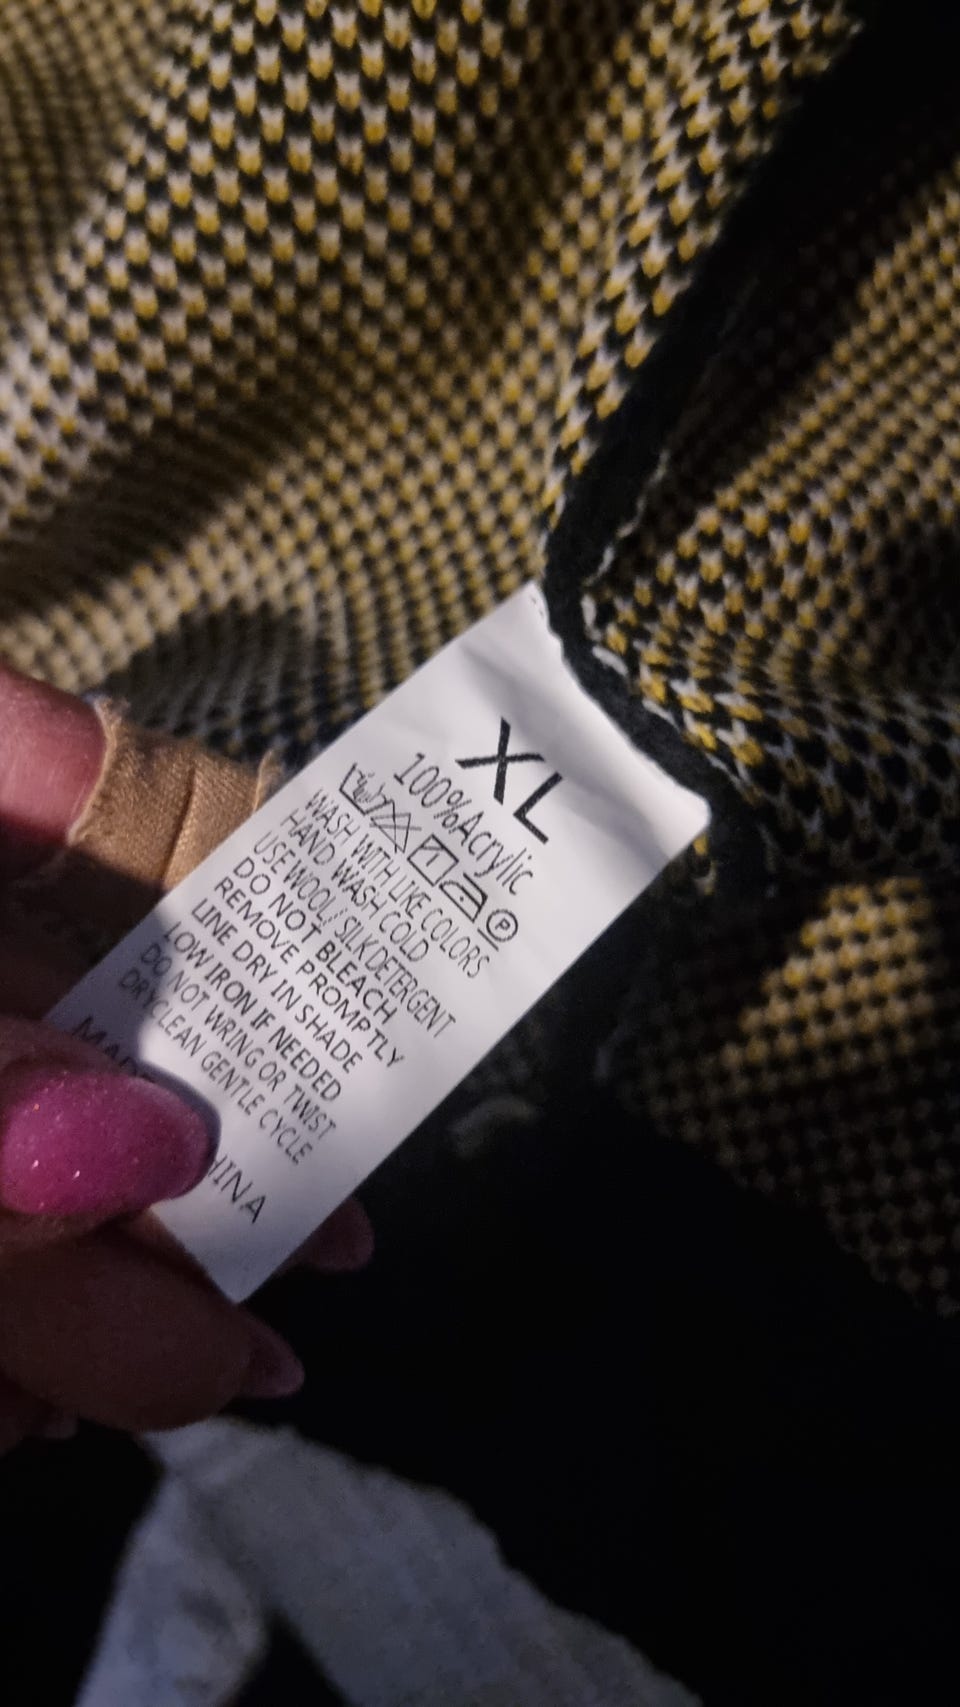 XL
100%Acrylic
P
WASH WITH LIKE COLORS
HAND WASH COLD
USE WOOL/SILK DETERGENT
DO NOT BLEACH
REMOVE PROMPTLY
LINE DRY IN SHADE
LOW IRON IF NEEDED
DO NOT WRING OR TWIST
DRYCLEAN GENTLE CYCLE